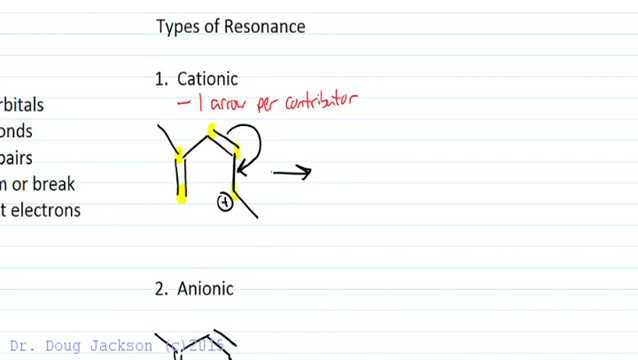 Types of Resonance
1. Cationic
- 1 arrow per contributor
rbitals
onds
pairs
m or break
t electrons
+
2. Anionic
Dr. Doug Jackson (c)2015